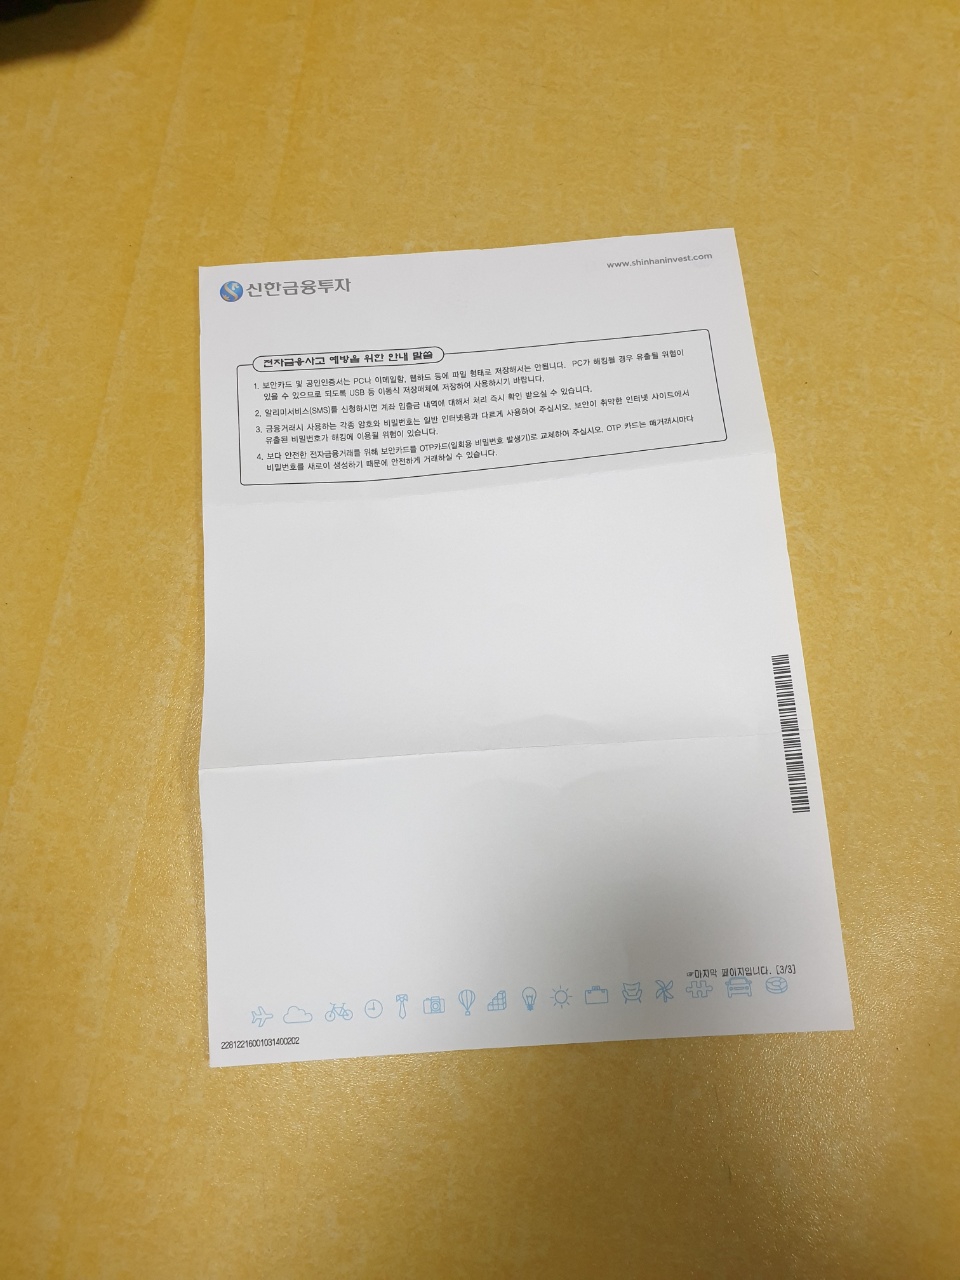 신한금융투자
www.shinhaninvest.com
전자금융사고 예방을 위한 안내 말씀
1. 보안카드 및 공인인증서는 PC나 이메일함, 웹하드 등에 파일 형태로 저장해서는 안됩니다. PC가 해킹될 경우 유출될 위험이
있을 수 있으므로 되도록 USB 등 이동식 저장매체에 저장하여 사용하시기 바랍니다.
2. 알리미서비스(SMS)를 신청하시면 계좌 입출금 내역에 대해서 처리 즉시 확인 받으실 수 있습니다.
3. 금융거래시 사용하는 각종 암호와 비밀번호는 일반 인터넷용과 다르게 사용하여 주십시오. 보안이 취약한 인터넷 사이트에서
유출된 비밀번호가 해킹에 이용될 위험이 있습니다.
4. 보다 안전한 전자금융거래를 위해 보안카드를 OTP카드(일회용 비밀번호 발생기)로 교체하여 주십시오. OTP 카드는 매거래시마다
비밀번호를 새로이 생성하기 때문에 안전하게 거래하실 수 있습니다.
☞마지막 페이지입니다. [3/3]
22812216001031400202